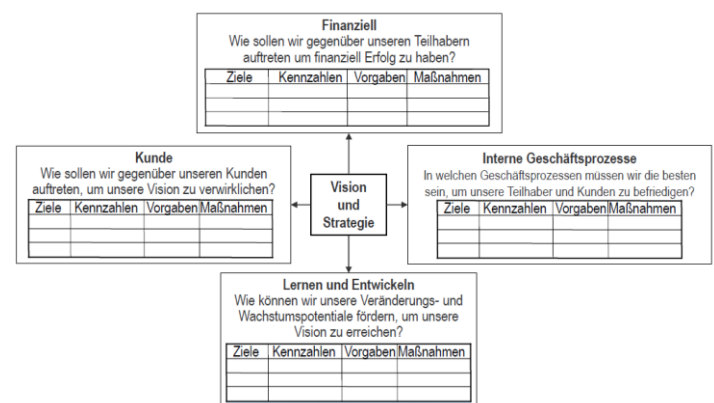 Finanziell
Wie sollen wir gegenüber unseren Teilhabern
auftreten um finanziell Erfolg zu haben?
Ziele Kennzahlen Vorgaben Maßnahmen
Kunde
Wie sollen wir gegenüber unseren Kunden
auftreten, um unsere Vision zu verwirklichen?
Ziele Kennzahlen Vorgaben Maßnahmen
Vision
und
Strategie
Interne Geschäftsprozesse
In welchen Geschäftsprozessen müssen wir die besten
sein, um unsere Teilhaber und Kunden zu befriedigen?
Ziele Kennzahlen Vorgaben Maßnahmen
Lernen und Entwickeln
Wie können wir unsere Veränderungs- und
Wachstumspotentiale fördern, um unsere
Vision zu erreichen?
Ziele Kennzahlen Vorgaben Maßnahmen